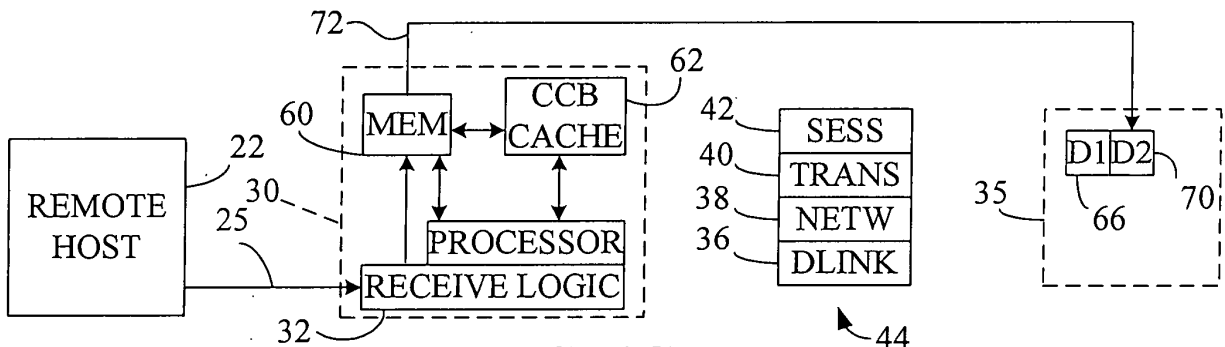 72
62
CCB
CACHE
MEM
60
42
SESS
40
TRANS
38
NETW
36
DLINK
44
D1
D2
66
70
35
22
REMOTE
HOST
25
30
PROCESSOR
RECEIVE LOGIC
32